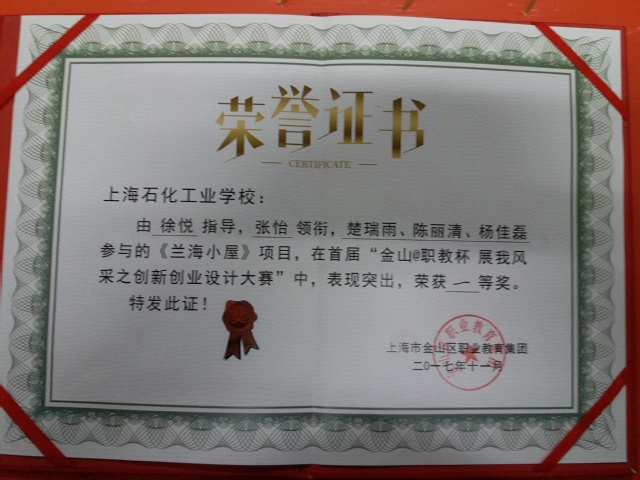 荣誉证书
CERTIFICATE
上海石化工业学校：
由 徐悦 指导，张怡 领衔，楚瑞雨、陈丽清、杨佳磊
参与的《兰海小屋》项目，在首届“金山@职教杯 展我风
采之创新创业设计大赛”中，表现突出，荣获 一 等奖。
特发此证！
上海市金山区职业教育集团
二〇一七年十一月